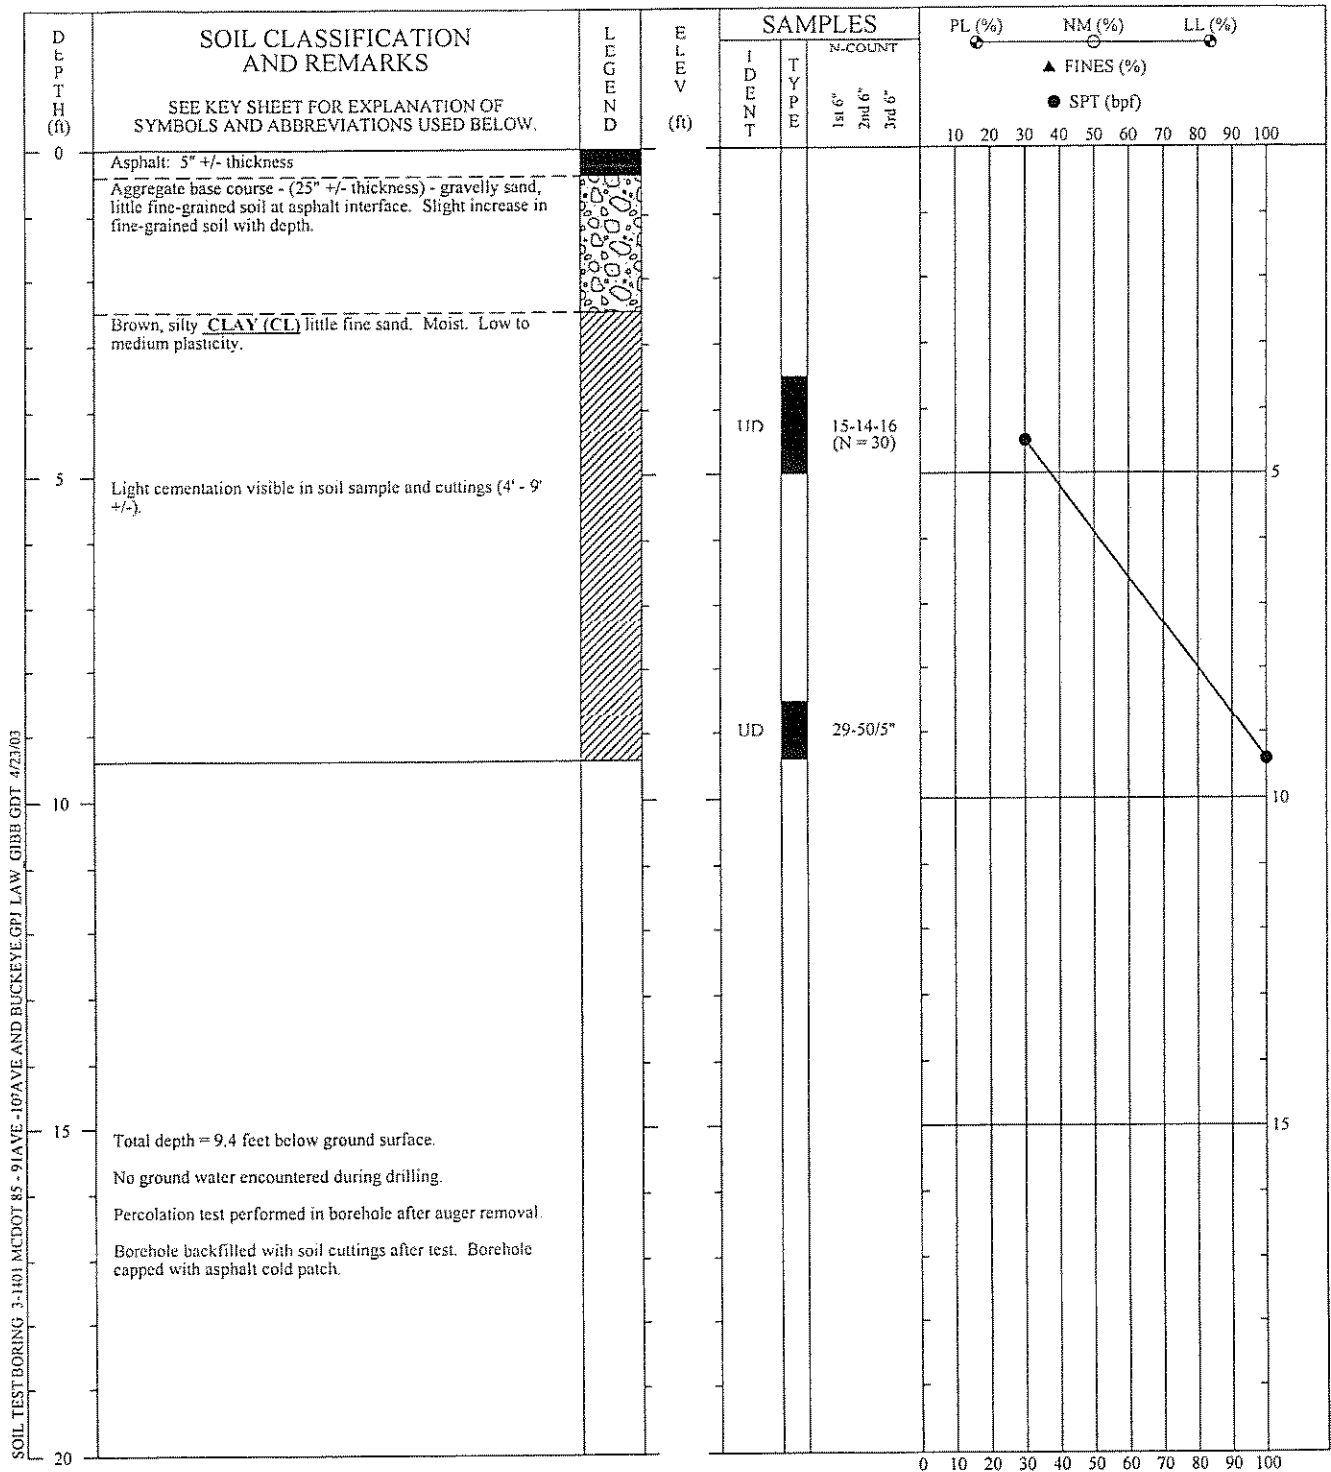 DEPTH (ft)
SOIL CLASSIFICATION
AND REMARKS
SEE KEY SHEET FOR EXPLANATION OF
SYMBOLS AND ABBREVIATIONS USED BELOW.
LEGEND
ELEV (ft)
SAMPLES
IDENT
TYPE
N-COUNT
1st 6"
2nd 6"
3rd 6"
PL (%) NM (%) LL (%)
▲ FINES (%)
● SPT (bpf)
10 20 30 40 50 60 70 80 90 100
0
Asphalt: 5" +/- thickness
Aggregate base course - (25" +/- thickness) - gravelly sand,
little fine-grained soil at asphalt interface. Slight increase in
fine-grained soil with depth.
Brown, silty CLAY (CL) little fine sand. Moist. Low to
medium plasticity.
UD 15-14-16
(N = 30)
5 5
Light cementation visible in soil sample and cuttings (4' - 9'
+/-).
UD 29-50/5"
10 10
15 15
Total depth = 9.4 feet below ground surface.
No ground water encountered during drilling.
Percolation test performed in borehole after auger removal.
Borehole backfilled with soil cuttings after test. Borehole
capped with asphalt cold patch.
20
0 10 20 30 40 50 60 70 80 90 100
SOIL TEST BORING 3-1401 MCDOT 85 - 91AVE -107AVE AND BUCKEYE.GPJ LAW_GIBB GDT 4/23/03